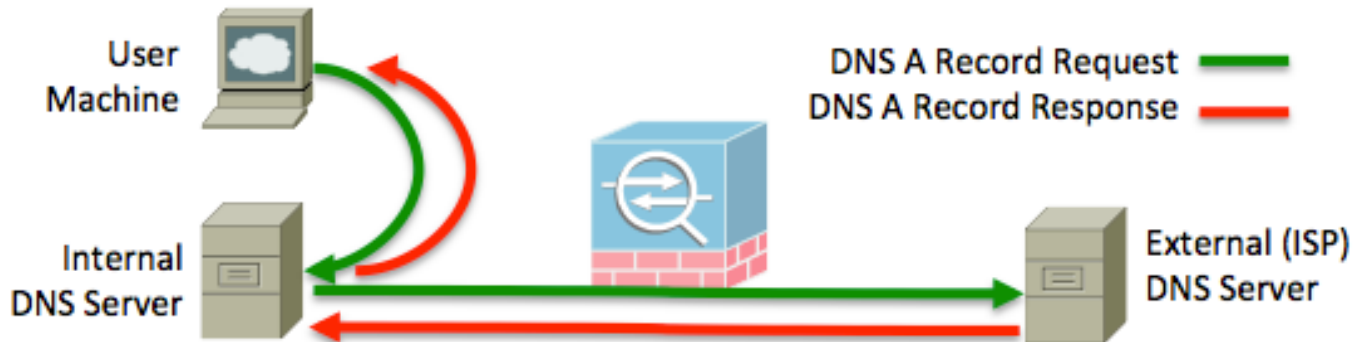 User
Machine
DNS A Record Request
DNS A Record Response
Internal
DNS Server
External (ISP)
DNS Server